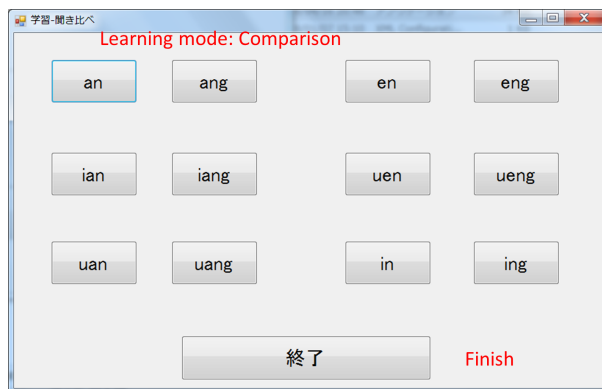 学習-聞き比べ
Learning mode: Comparison
an ang en eng
ian iang uen ueng
uan uang in ing
終了 Finish